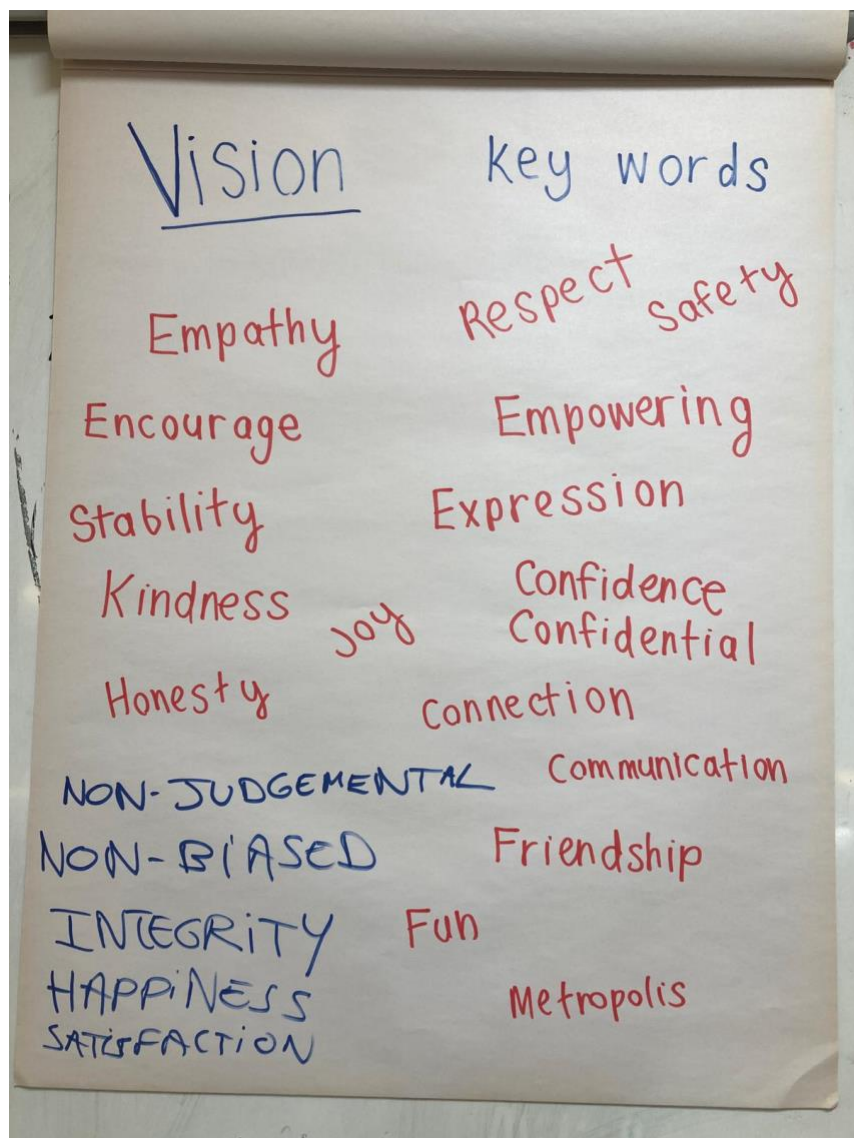 Vision key words
Respect Safety
Empathy
Encourage Empowering
Stability Expression
Kindness Confidence
Joy Confidential
Honesty Connection
NON-JUDGEMENTAL Communication
NON-BiASED Friendship
INTEGRiTY Fun
HAPPiNESS Metropolis
SATiSFACTiON